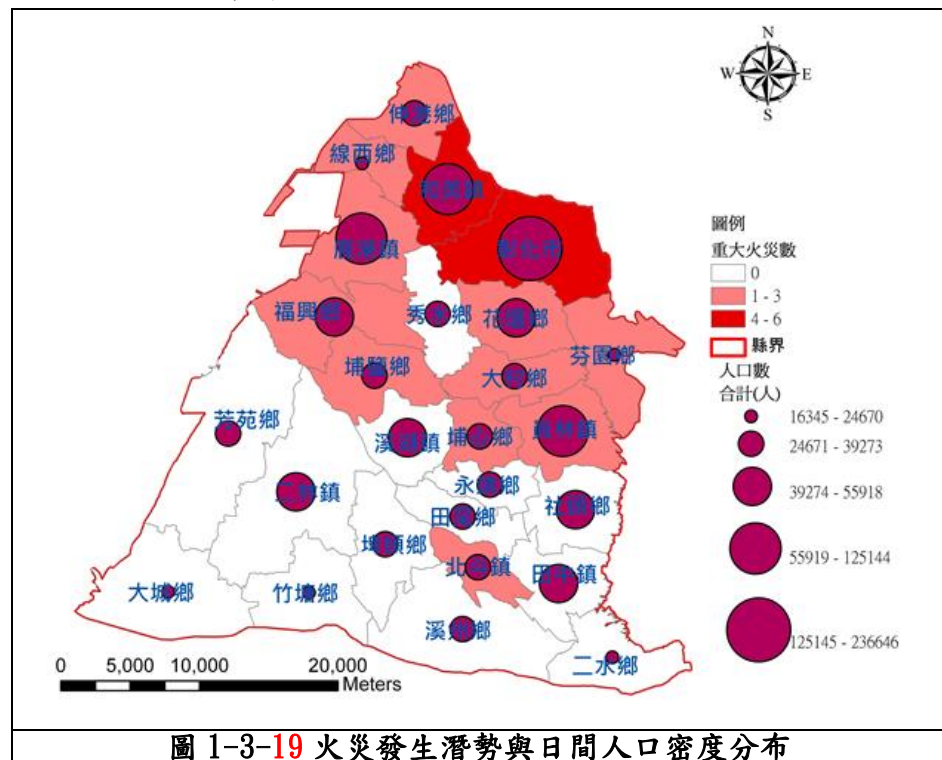 N
W E
S
伸港鄉
線西鄉
和美鎮
鹿港鎮
彰化市
福興鄉
秀水鄉
花壇鄉
芬園鄉
埔鹽鄉
大村鄉
芳苑鄉
溪湖鎮
埔心鄉
員林鎮
二林鎮
永靖鄉
田尾鄉
社頭鄉
埤頭鄉
北斗鎮
田中鎮
大城鄉
竹塘鄉
溪州鄉
二水鄉
圖例
重大火災數
0
1 - 3
4 - 6
縣界
人口數
合計(人)
16345 - 24670
24671 - 39273
39274 - 55918
55919 - 125144
125145 - 236646
0 5,000 10,000 20,000
Meters
圖 1-3-19 火災發生潛勢與日間人口密度分布